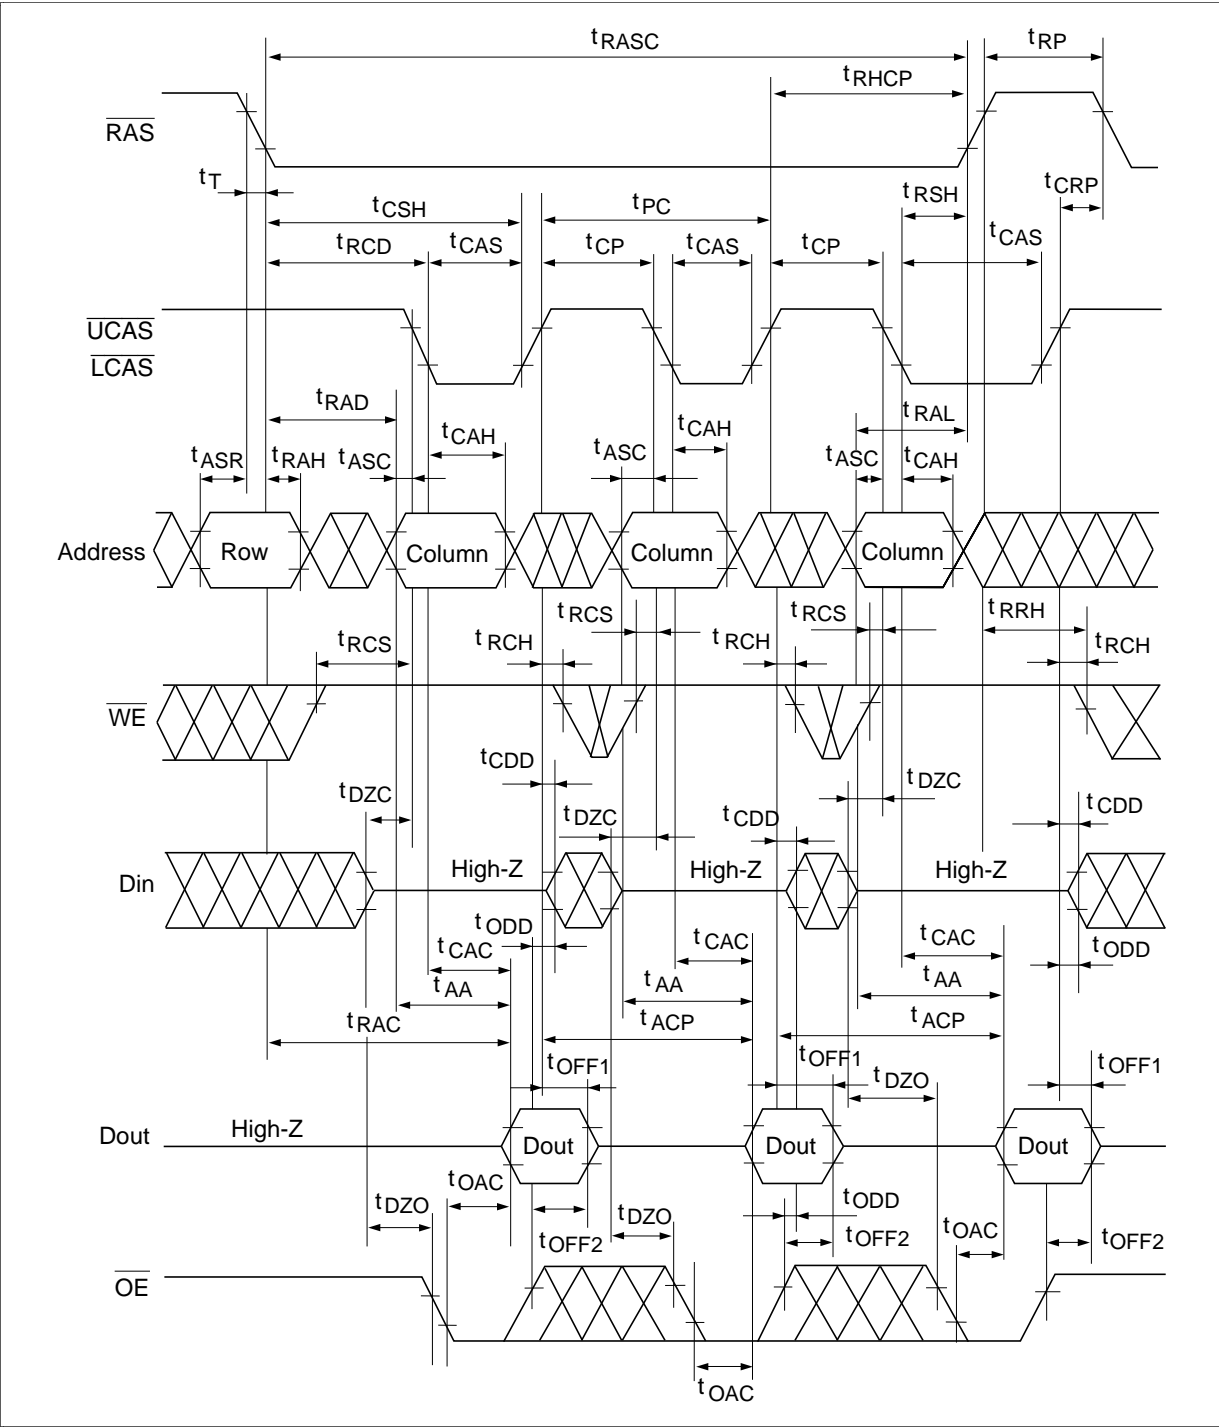 tRASC tRP
tRHCP
RAS
tT tCRP
tRSH
tCSH tPC
tCAS
tRCD tCAS tCP tCAS tCP
UCAS
LCAS
tRAD tRAL
tCAH tCAH
tASR tRAH tASC tASC tASC tCAH
Address Row Column Column Column
tRCS tRCS tRRH
tRCS tRCH tRCH tRCH
WE
tCDD
tDZC tDZC
tDZC tCDD tCDD
High-Z High-Z High-Z
Din
tODD
tCAC tCAC tCAC tODD
tAA tAA tAA
tRAC tACP tACP
tOFF1 tOFF1 tOFF1
tDZO
Dout High-Z Dout Dout Dout
tOAC
tDZO tDZO tODD
tOAC
tOFF2 tOFF2 tOFF2
OE
tOAC